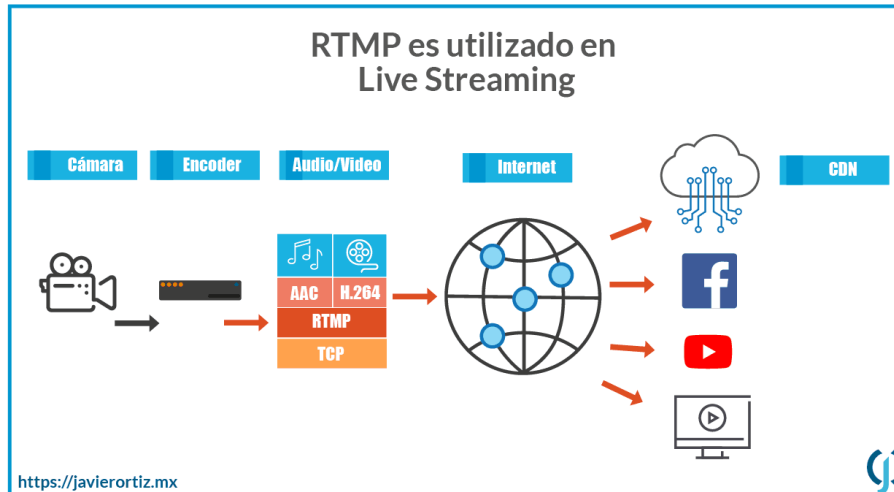 RTMP es utilizado en
Live Streaming
Cámara
Encoder
Audio/Video
Internet
CDN
AAC
H.264
RTMP
TCP
https://javierortiz.mx